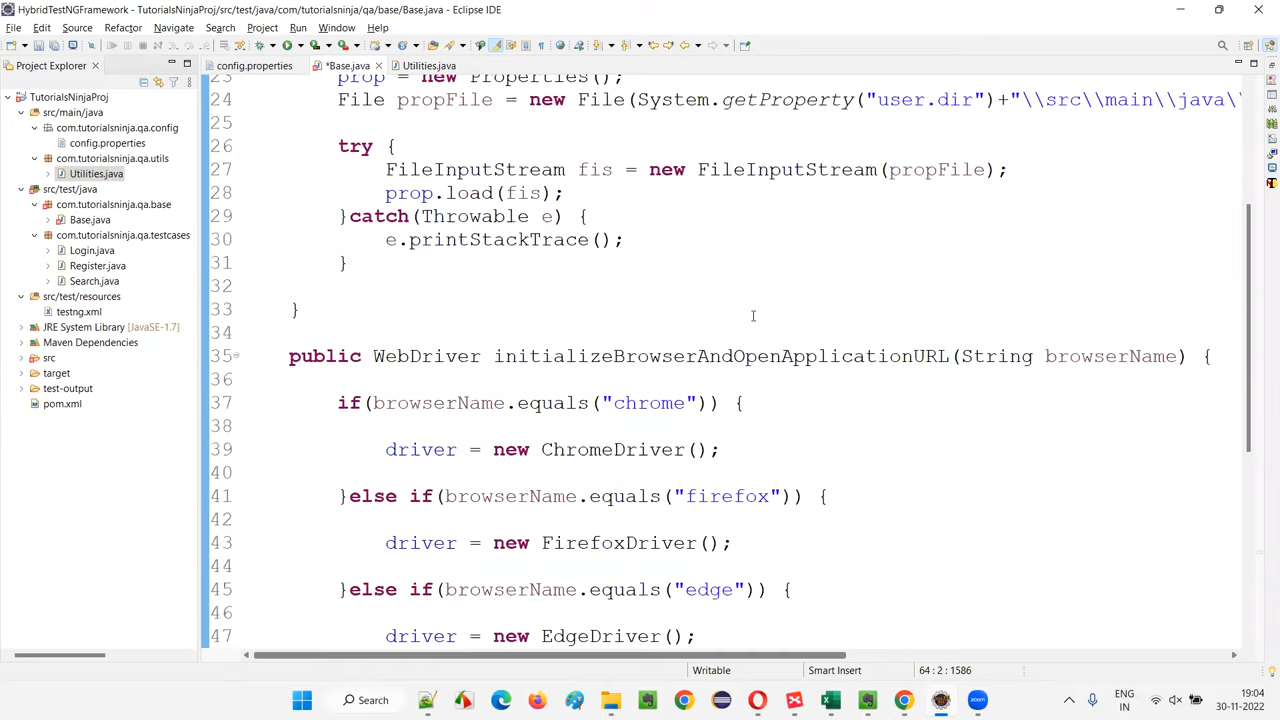 HybridTestNGFramework - TutorialsNinjaProj/src/test/java/com/tutorialsninja/qa/base/Base.java - Eclipse IDE
File Edit Source Refactor Navigate Search Project Run Window Help
Project Explorer
config.properties
*Base.java
Utilities.java
TutorialsNinjaProj
src/main/java
com.tutorialsninja.qa.config
config.properties
com.tutorialsninja.qa.utils
Utilities.java
src/test/java
com.tutorialsninja.qa.base
Base.java
com.tutorialsninja.qa.testcases
Login.java
Register.java
Search.java
src/test/resources
testng.xml
JRE System Library [JavaSE-1.7]
Maven Dependencies
src
target
test-output
pom.xml
23 prop = new Properties();
24 File propFile = new File(System.getProperty("user.dir")+"\\src\\main\\java\
25
26 try {
27 FileInputStream fis = new FileInputStream(propFile);
28 prop.load(fis);
29 }catch(Throwable e) {
30 e.printStackTrace();
31 }
32
33 }
34
35 public WebDriver initializeBrowserAndOpenApplicationURL(String browserName) {
36
37 if(browserName.equals("chrome")) {
38
39 driver = new ChromeDriver();
40
41 }else if(browserName.equals("firefox")) {
42
43 driver = new FirefoxDriver();
44
45 }else if(browserName.equals("edge")) {
46
47 driver = new EdgeDriver();
Writable
Smart Insert
64 : 2 : 1586
Search
zoom
ENG
IN
19:04
30-11-2022